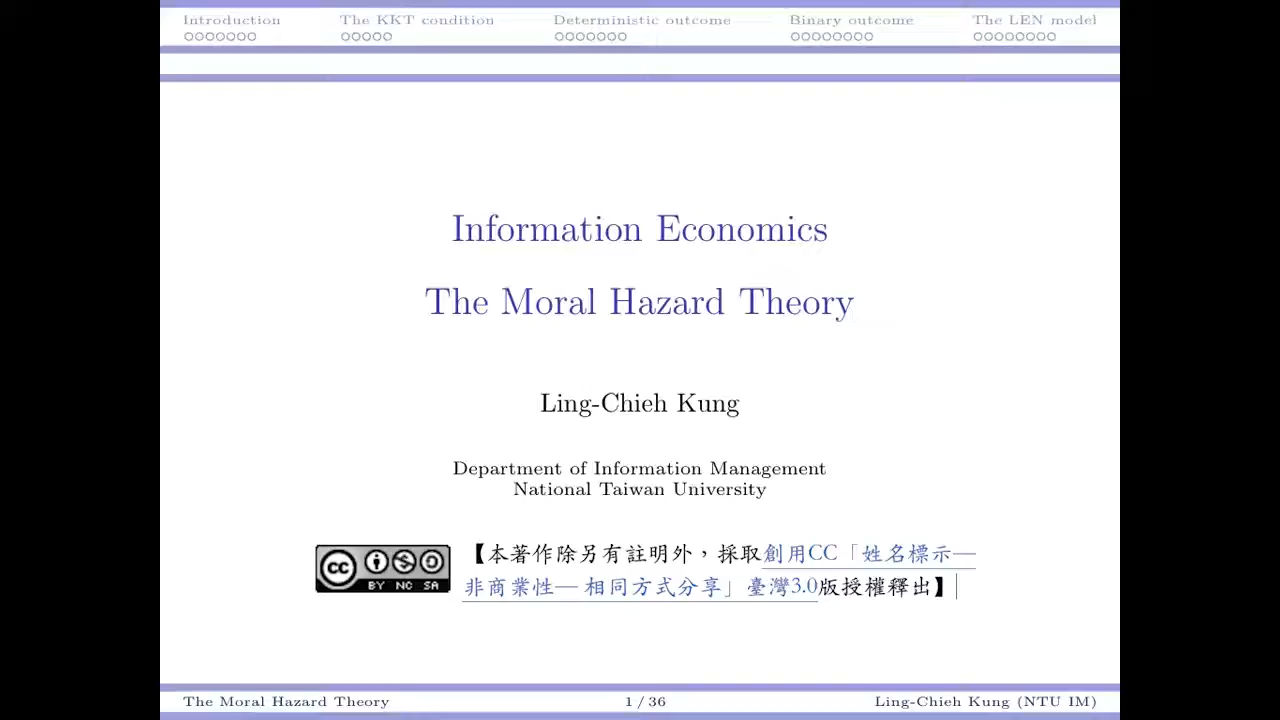 Introduction The KKT condition Deterministic outcome Binary outcome The LEN model
Information Economics
The Moral Hazard Theory
Ling-Chieh Kung
Department of Information Management
National Taiwan University
【本著作除另有註明外，採取創用CC「姓名標示—
非商業性—相同方式分享」臺灣3.0版授權釋出】
cc BY NC SA
The Moral Hazard Theory 1 / 36 Ling-Chieh Kung (NTU IM)